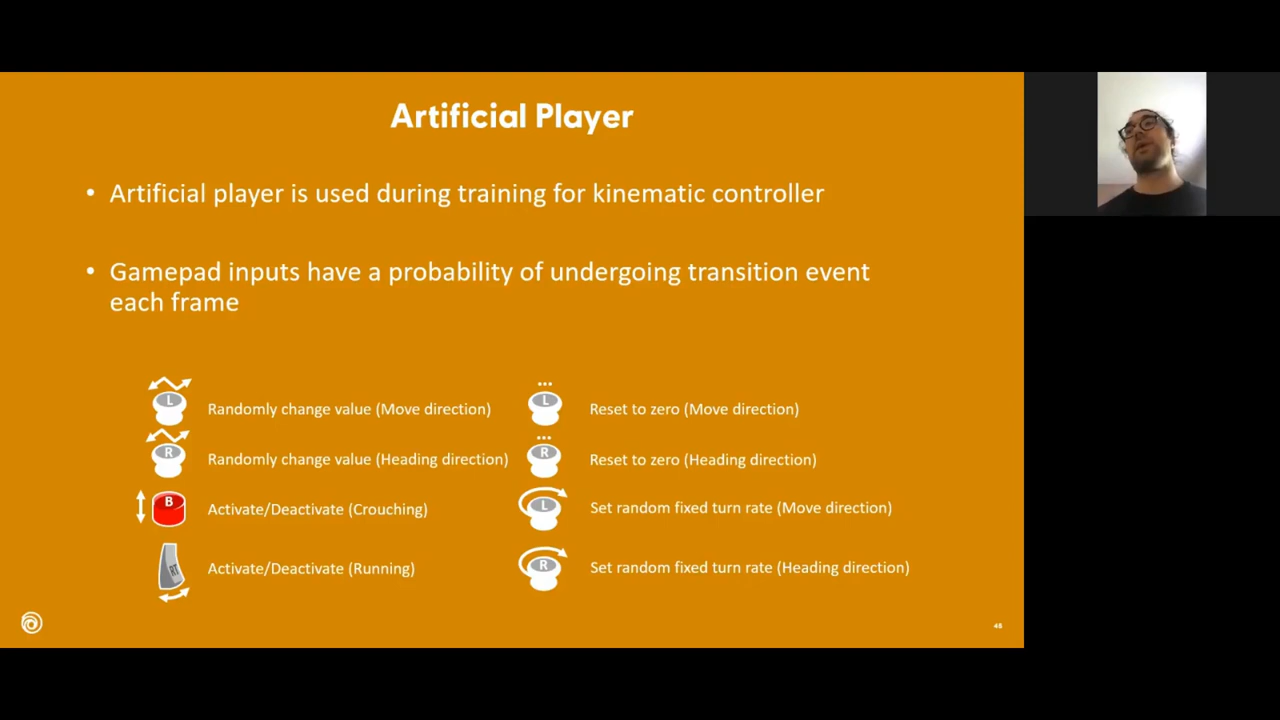 Artificial Player
• Artificial player is used during training for kinematic controller
• Gamepad inputs have a probability of undergoing transition event
each frame
L Randomly change value (Move direction)
L Reset to zero (Move direction)
R Randomly change value (Heading direction)
R Reset to zero (Heading direction)
B Activate/Deactivate (Crouching)
L Set random fixed turn rate (Move direction)
RT Activate/Deactivate (Running)
R Set random fixed turn rate (Heading direction)
48